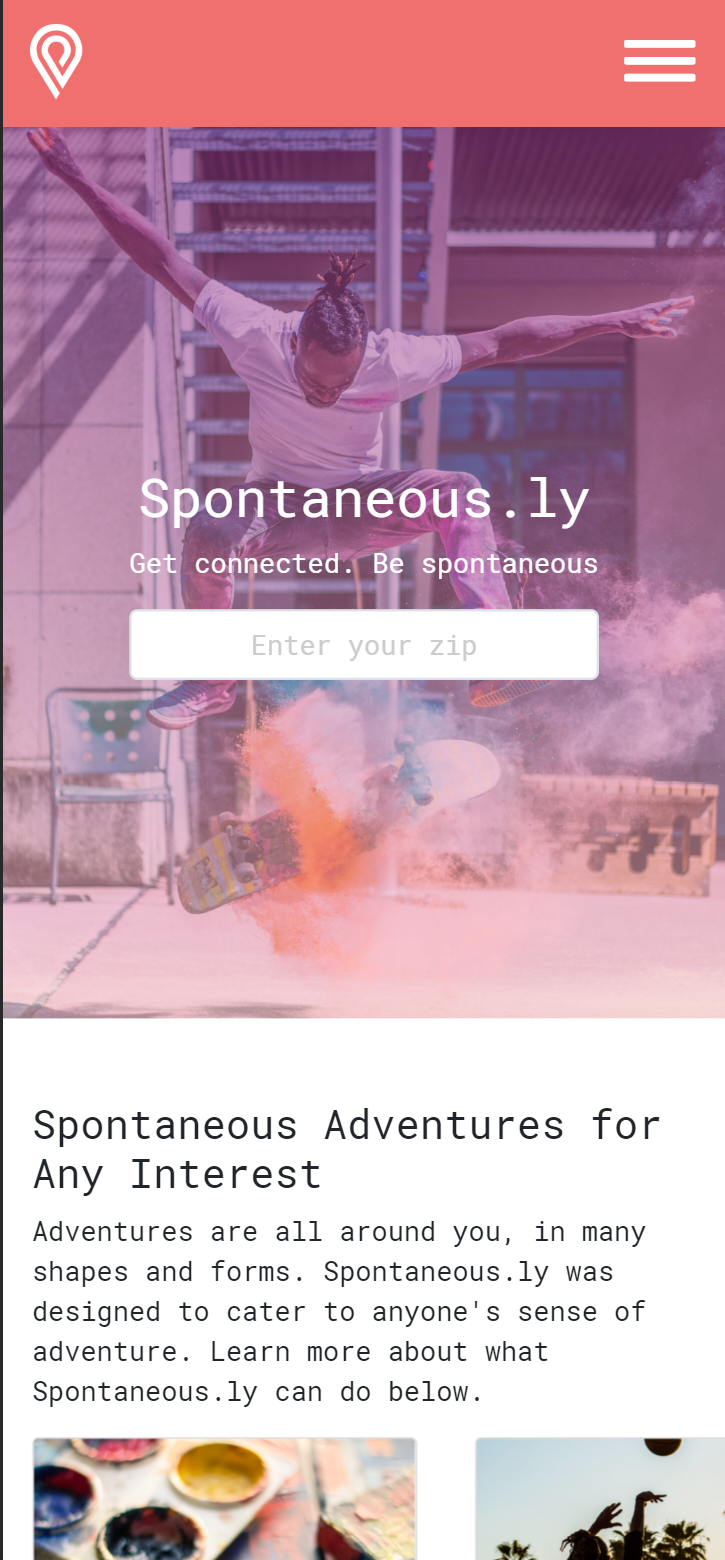 Spontaneous.ly
Get connected. Be spontaneous
Enter your zip
Spontaneous Adventures for
Any Interest
Adventures are all around you, in many
shapes and forms. Spontaneous.ly was
designed to cater to anyone's sense of
adventure. Learn more about what
Spontaneous.ly can do below.